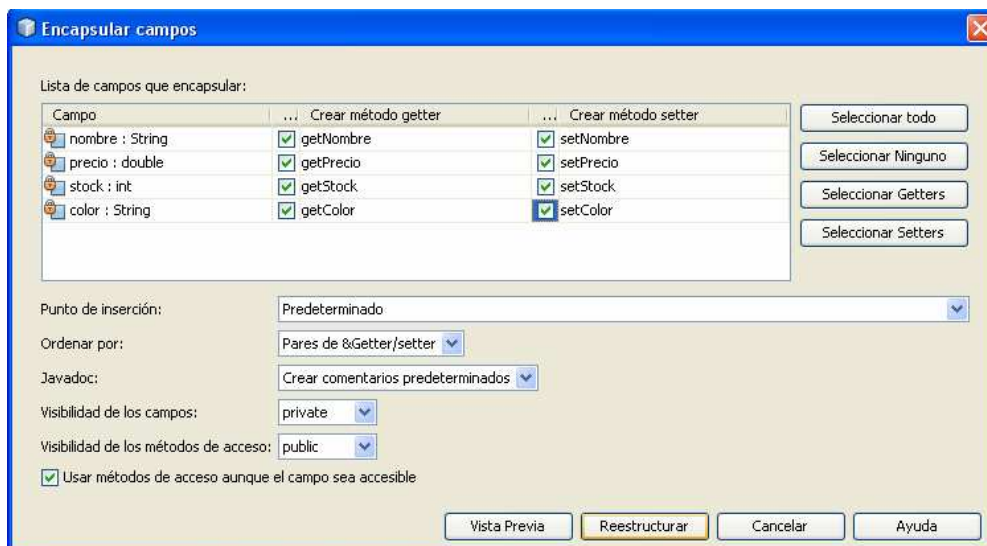 Encapsular campos
Lista de campos que encapsular:
Campo ... Crear método getter ... Crear método setter
nombre : String getNombre setNombre
precio : double getPrecio setPrecio
stock : int getStock setStock
color : String getColor setColor
Seleccionar todo
Seleccionar Ninguno
Seleccionar Getters
Seleccionar Setters
Punto de inserción: Predeterminado
Ordenar por: Pares de &Getter/setter
Javadoc: Crear comentarios predeterminados
Visibilidad de los campos: private
Visibilidad de los métodos de acceso: public
Usar métodos de acceso aunque el campo sea accesible
Vista Previa Reestructurar Cancelar Ayuda